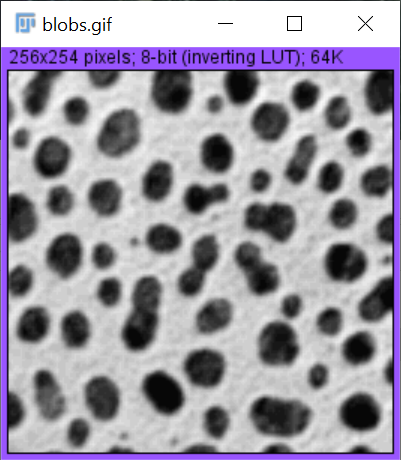 blobs.gif
256x254 pixels; 8-bit (inverting LUT); 64K